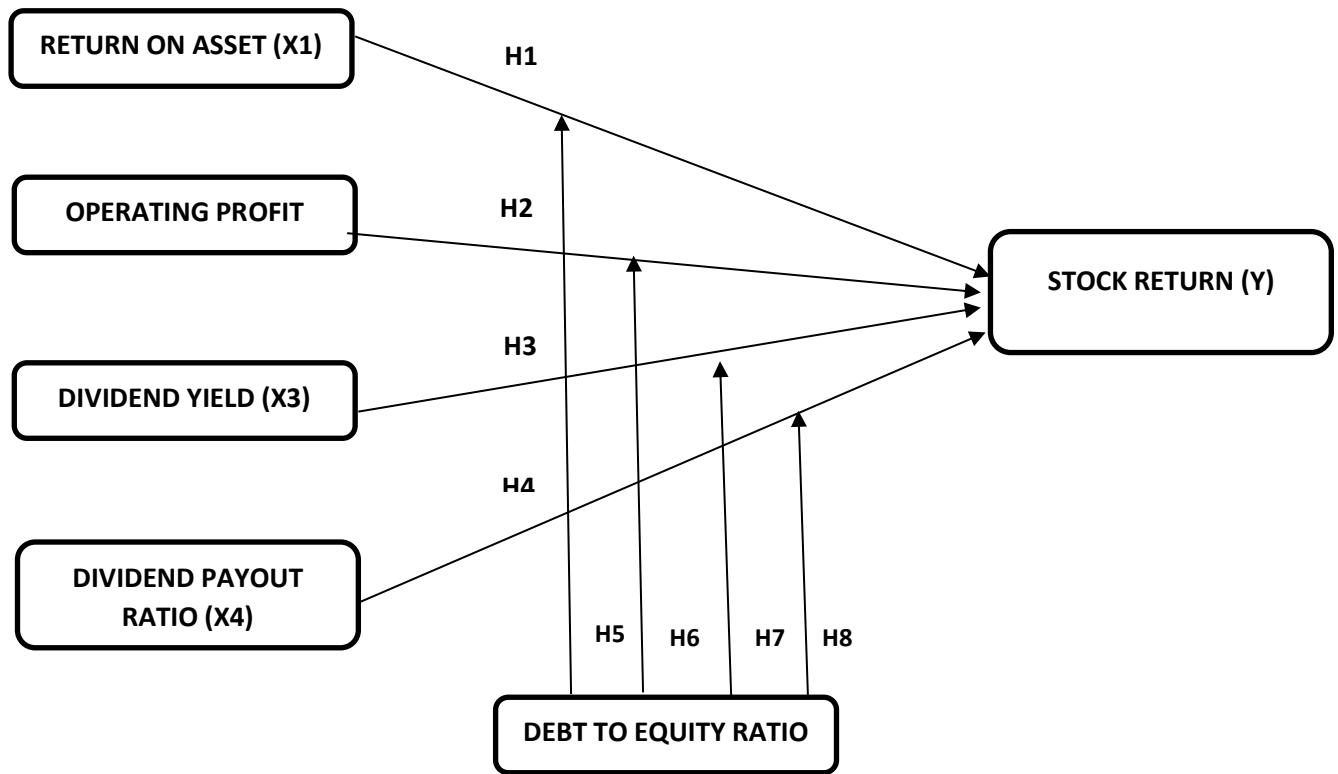 RETURN ON ASSET (X1)
H1
OPERATING PROFIT
H2
STOCK RETURN (Y)
H3
DIVIDEND YIELD (X3)
H4
DIVIDEND PAYOUT
RATIO (X4)
H5
H6
H7
H8
DEBT TO EQUITY RATIO